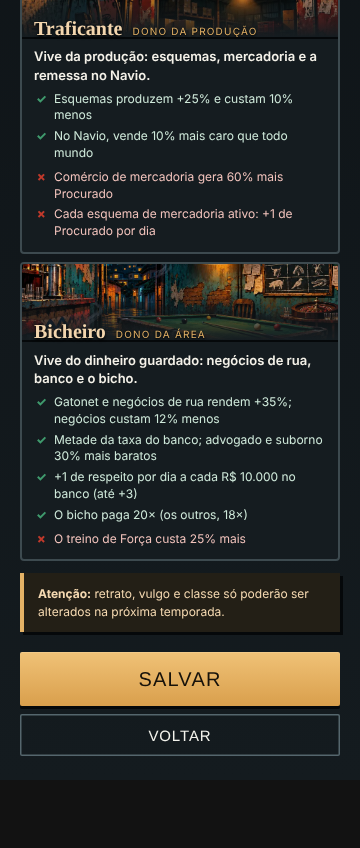 Traficante DONO DA PRODUÇÃO
Vive da produção: esquemas, mercadoria e a
remessa no Navio.
✓ Esquemas produzem +25% e custam 10%
menos
✓ No Navio, vende 10% mais caro que todo
mundo
× Comércio de mercadoria gera 60% mais
Procurado
× Cada esquema de mercadoria ativo: +1 de
Procurado por dia
Bicheiro DONO DA ÁREA
Vive do dinheiro guardado: negócios de rua,
banco e o bicho.
✓ Gatonet e negócios de rua rendem +35%;
negócios custam 12% menos
✓ Metade da taxa do banco; advogado e suborno
30% mais baratos
✓ +1 de respeito por dia a cada R$ 10.000 no
banco (até +3)
✓ O bicho paga 20× (os outros, 18×)
× O treino de Força custa 25% mais
Atenção: retrato, vulgo e classe só poderão ser
alterados na próxima temporada.
SALVAR
VOLTAR